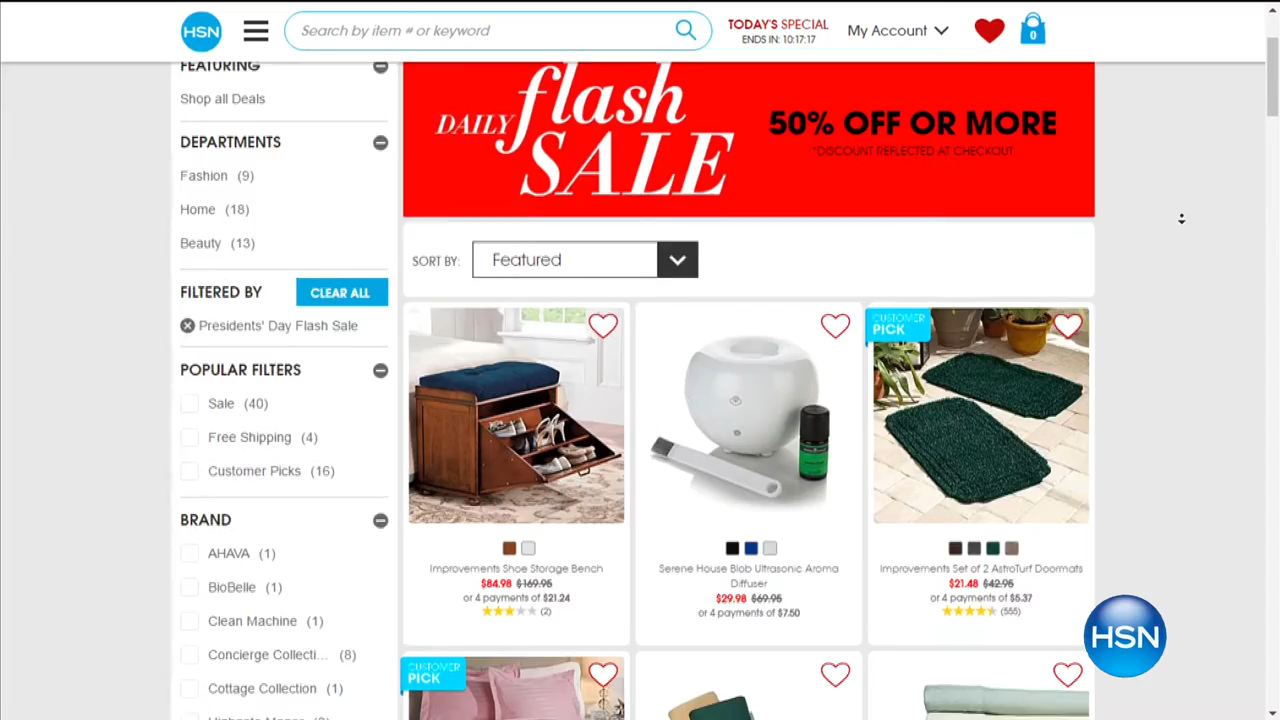 HSN
Search by item # or keyword
TODAY'S SPECIAL
ENDS IN: 10:17:17
My Account
0
FEATURING
Shop all Deals
DEPARTMENTS
Fashion (9)
Home (18)
Beauty (13)
FILTERED BY
CLEAR ALL
Presidents' Day Flash Sale
POPULAR FILTERS
Sale (40)
Free Shipping (4)
Customer Picks (16)
BRAND
AHAVA (1)
BioBelle (1)
Clean Machine (1)
Concierge Collecti... (8)
Cottage Collection (1)
DAILY flash
SALE
50% OFF OR MORE
*DISCOUNT REFLECTED AT CHECKOUT
SORT BY:
Featured
Improvements Shoe Storage Bench
$84.98 $169.95
or 4 payments of $21.24
(2)
Serene House Blob Ultrasonic Aroma
Diffuser
$29.98 $69.95
or 4 payments of $7.50
CUSTOMER
PICK
Improvements Set of 2 AstroTurf Doormats
$21.48 $42.95
or 4 payments of $5.37
(555)
CUSTOMER
PICK
HSN